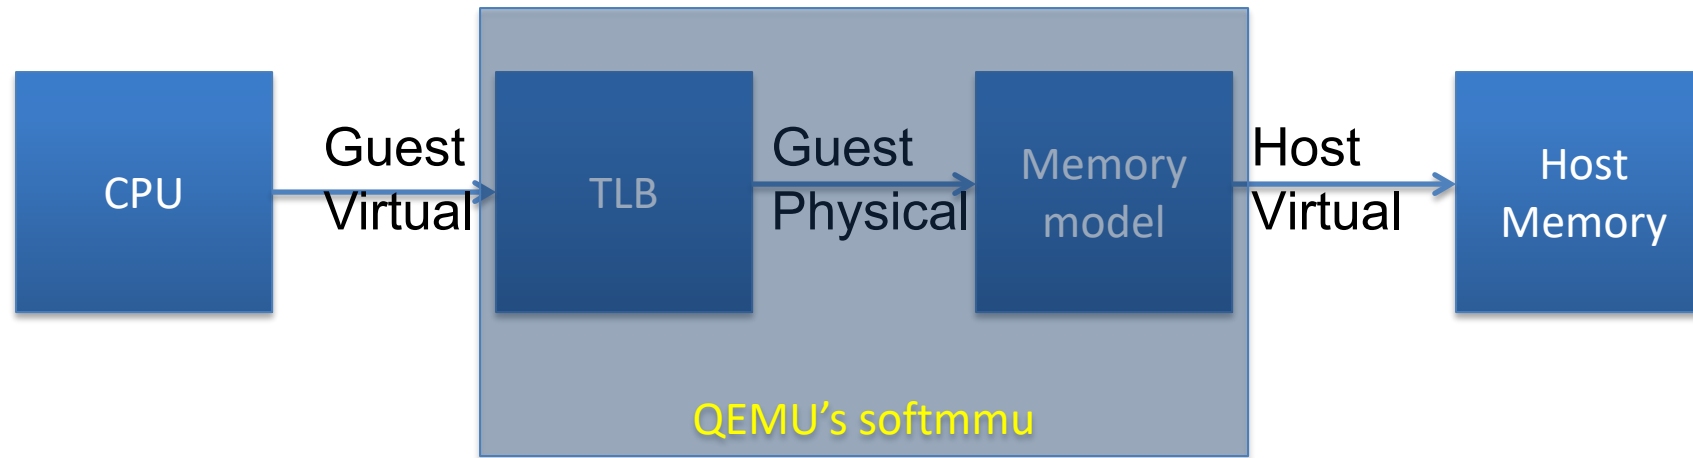 CPU
Guest
Virtual
TLB
Guest
Physical
Memory
model
Host
Virtual
Host
Memory
QEMU’s softmmu